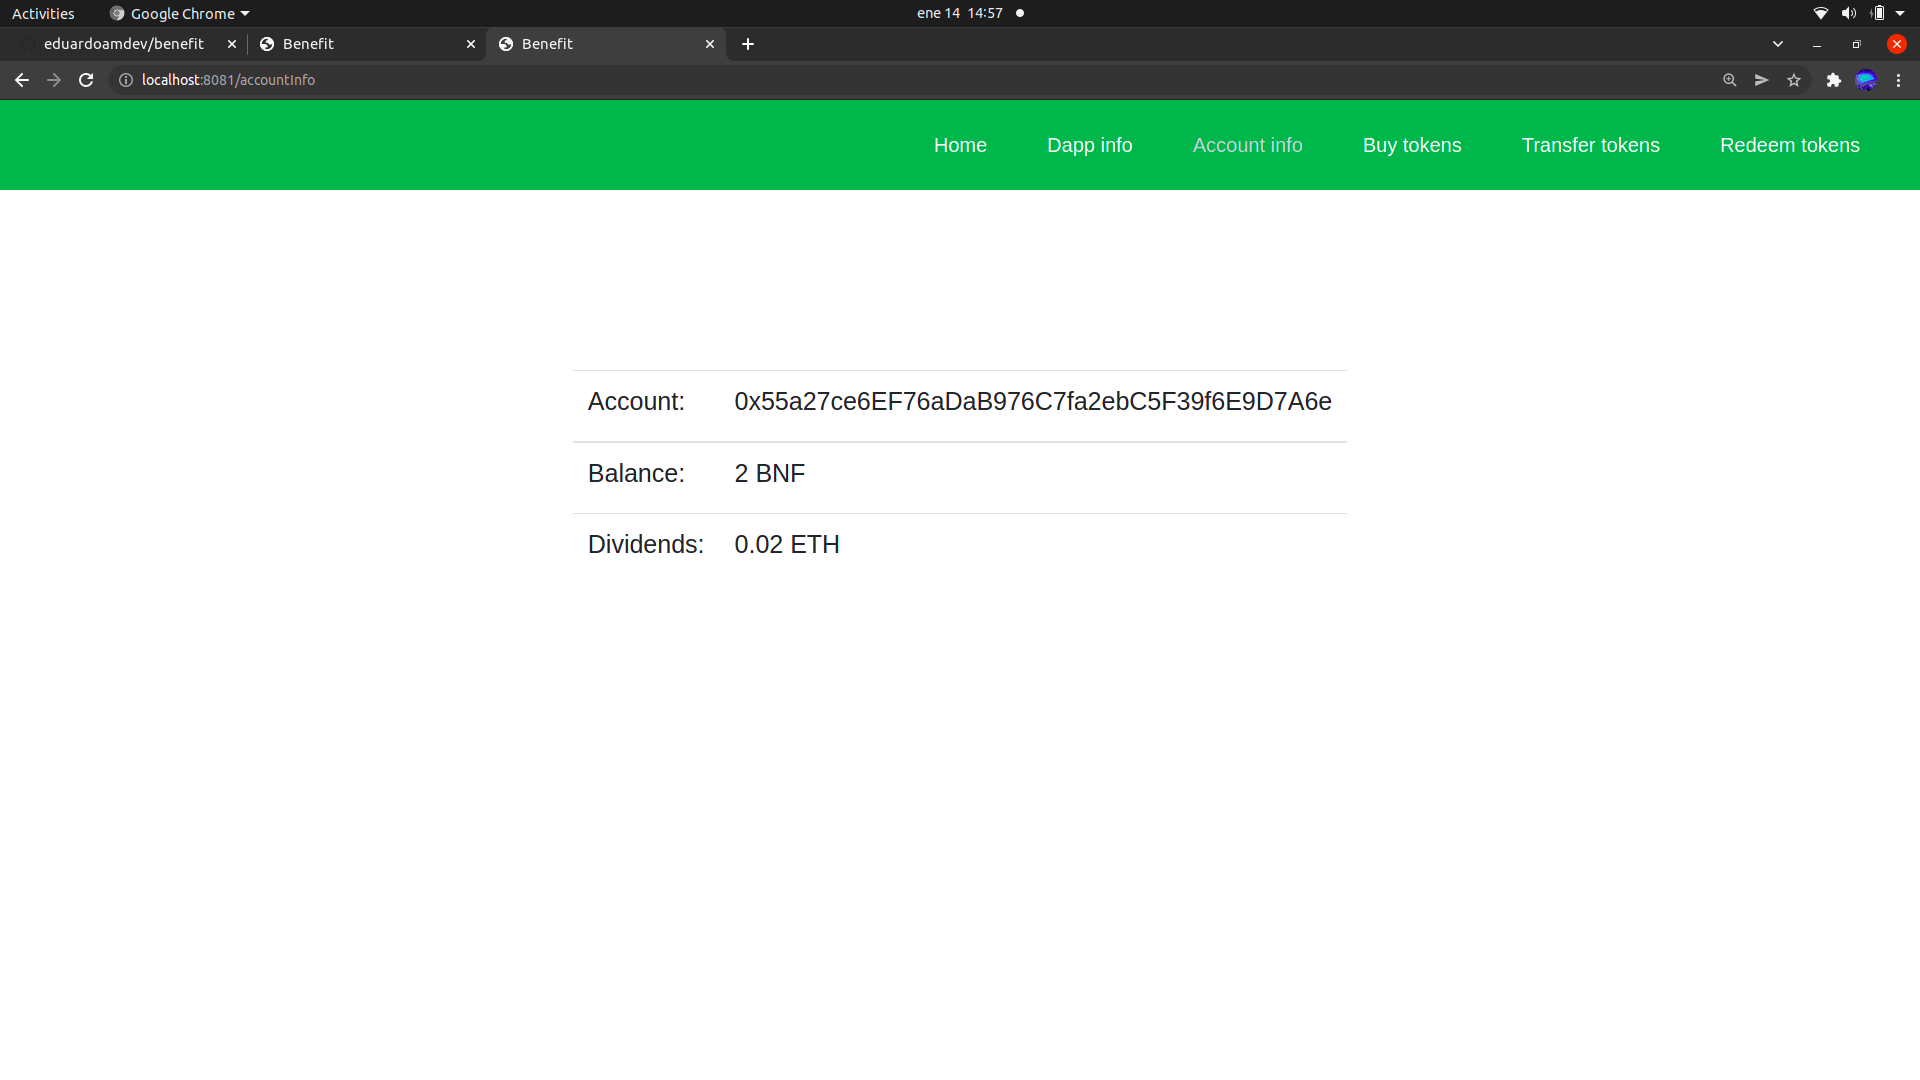 Activities Google Chrome ene 14 14:57
eduardoamdev/benefit Benefit Benefit
localhost:8081/accountInfo
Home Dapp info Account info Buy tokens Transfer tokens Redeem tokens
Account: 0x55a27ce6EF76aDaB976C7fa2ebC5F39f6E9D7A6e
Balance: 2 BNF
Dividends: 0.02 ETH